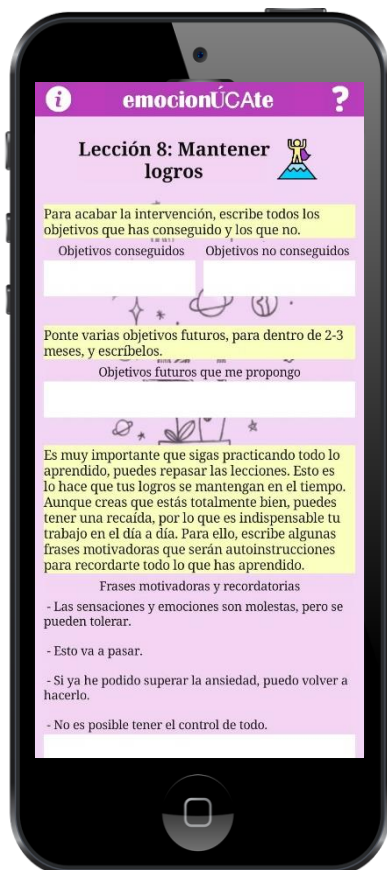 i emocionÚCAte ?
Lección 8: Mantener
logros
Para acabar la intervención, escribe todos los
objetivos que has conseguido y los que no.
Objetivos conseguidos Objetivos no conseguidos
Ponte varias objetivos futuros, para dentro de 2-3
meses, y escríbelos.
Objetivos futuros que me propongo
Es muy importante que sigas practicando todo lo
aprendido, puedes repasar las lecciones. Esto es
lo hace que tus logros se mantengan en el tiempo.
Aunque creas que estás totalmente bien, puedes
tener una recaída, por lo que es indispensable tu
trabajo en el día a día. Para ello, escribe algunas
frases motivadoras que serán autoinstrucciones
para recordarte todo lo que has aprendido.
Frases motivadoras y recordatorias
- Las sensaciones y emociones son molestas, pero se
pueden tolerar.
- Esto va a pasar.
- Si ya he podido superar la ansiedad, puedo volver a
hacerlo.
- No es posible tener el control de todo.